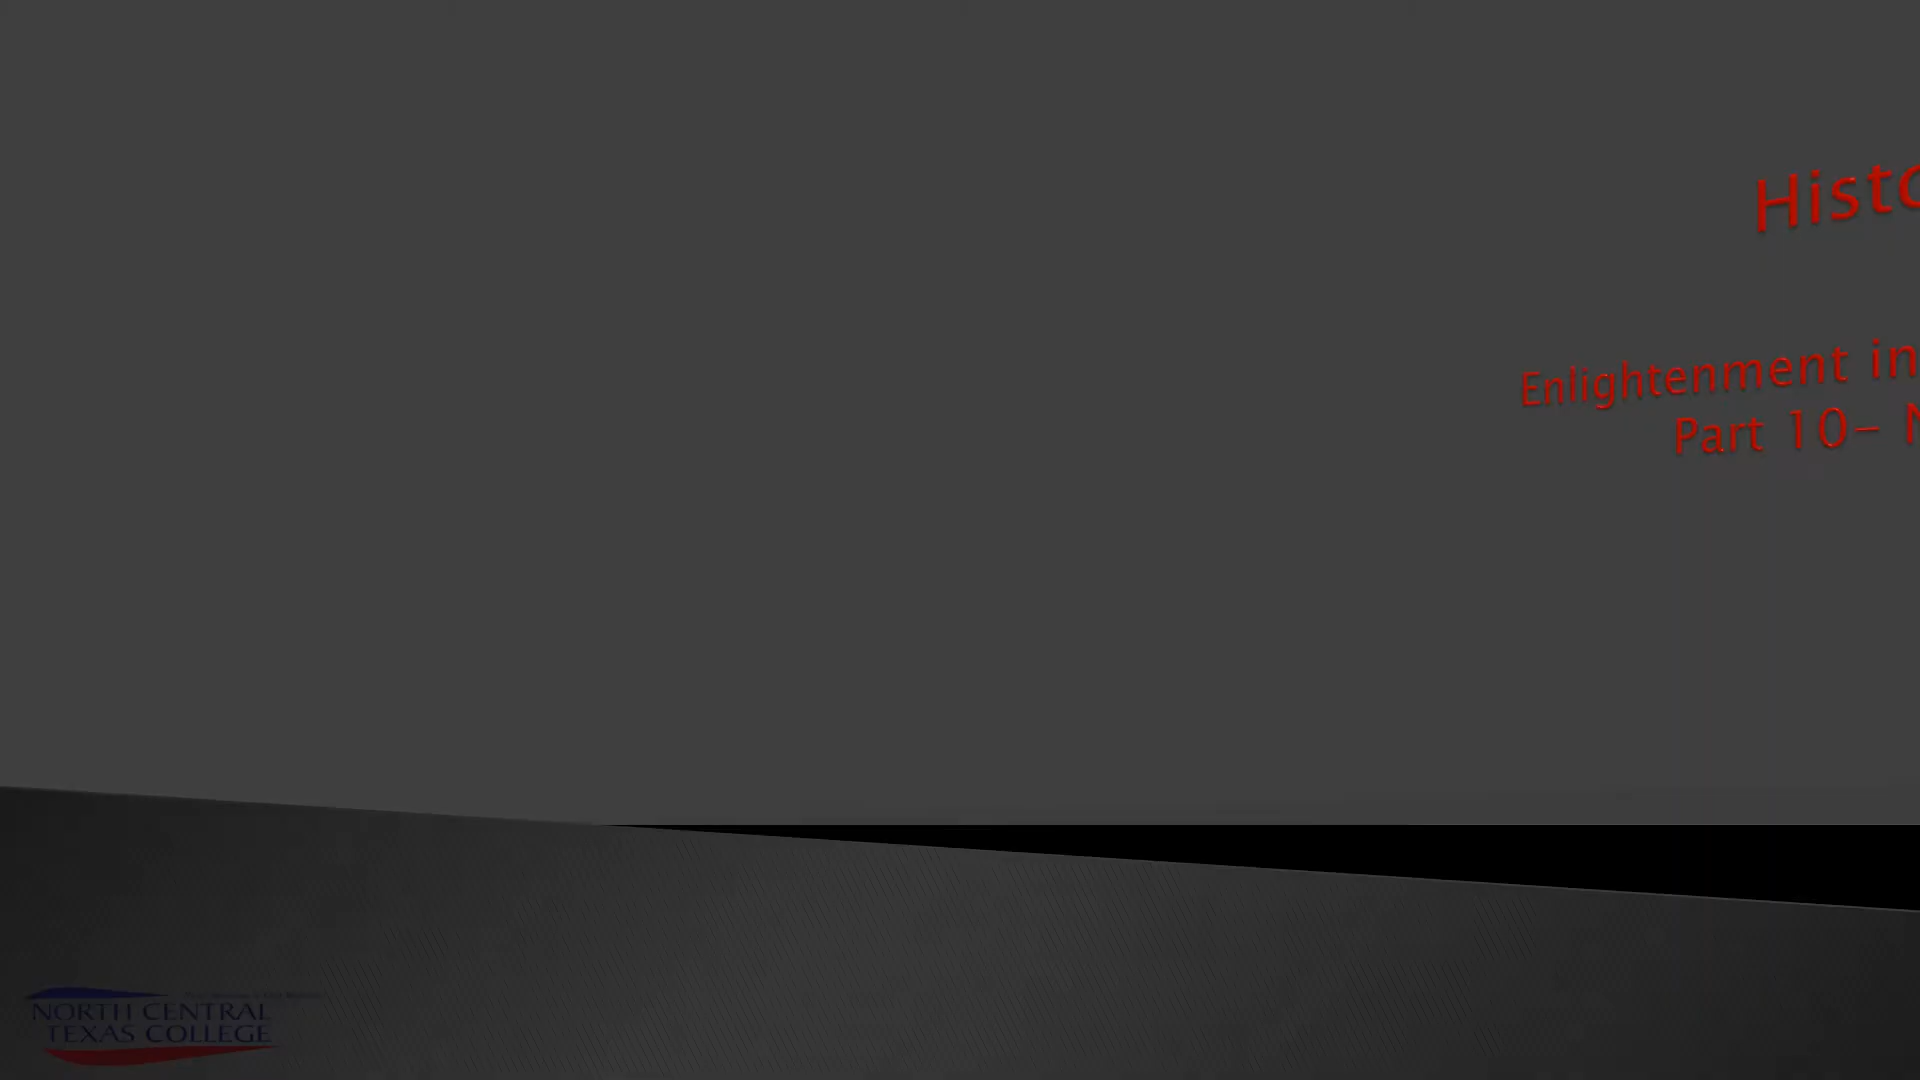 Histo
Enlightenment in
Part 10- N
NORTH CENTRAL
TEXAS COLLEGE